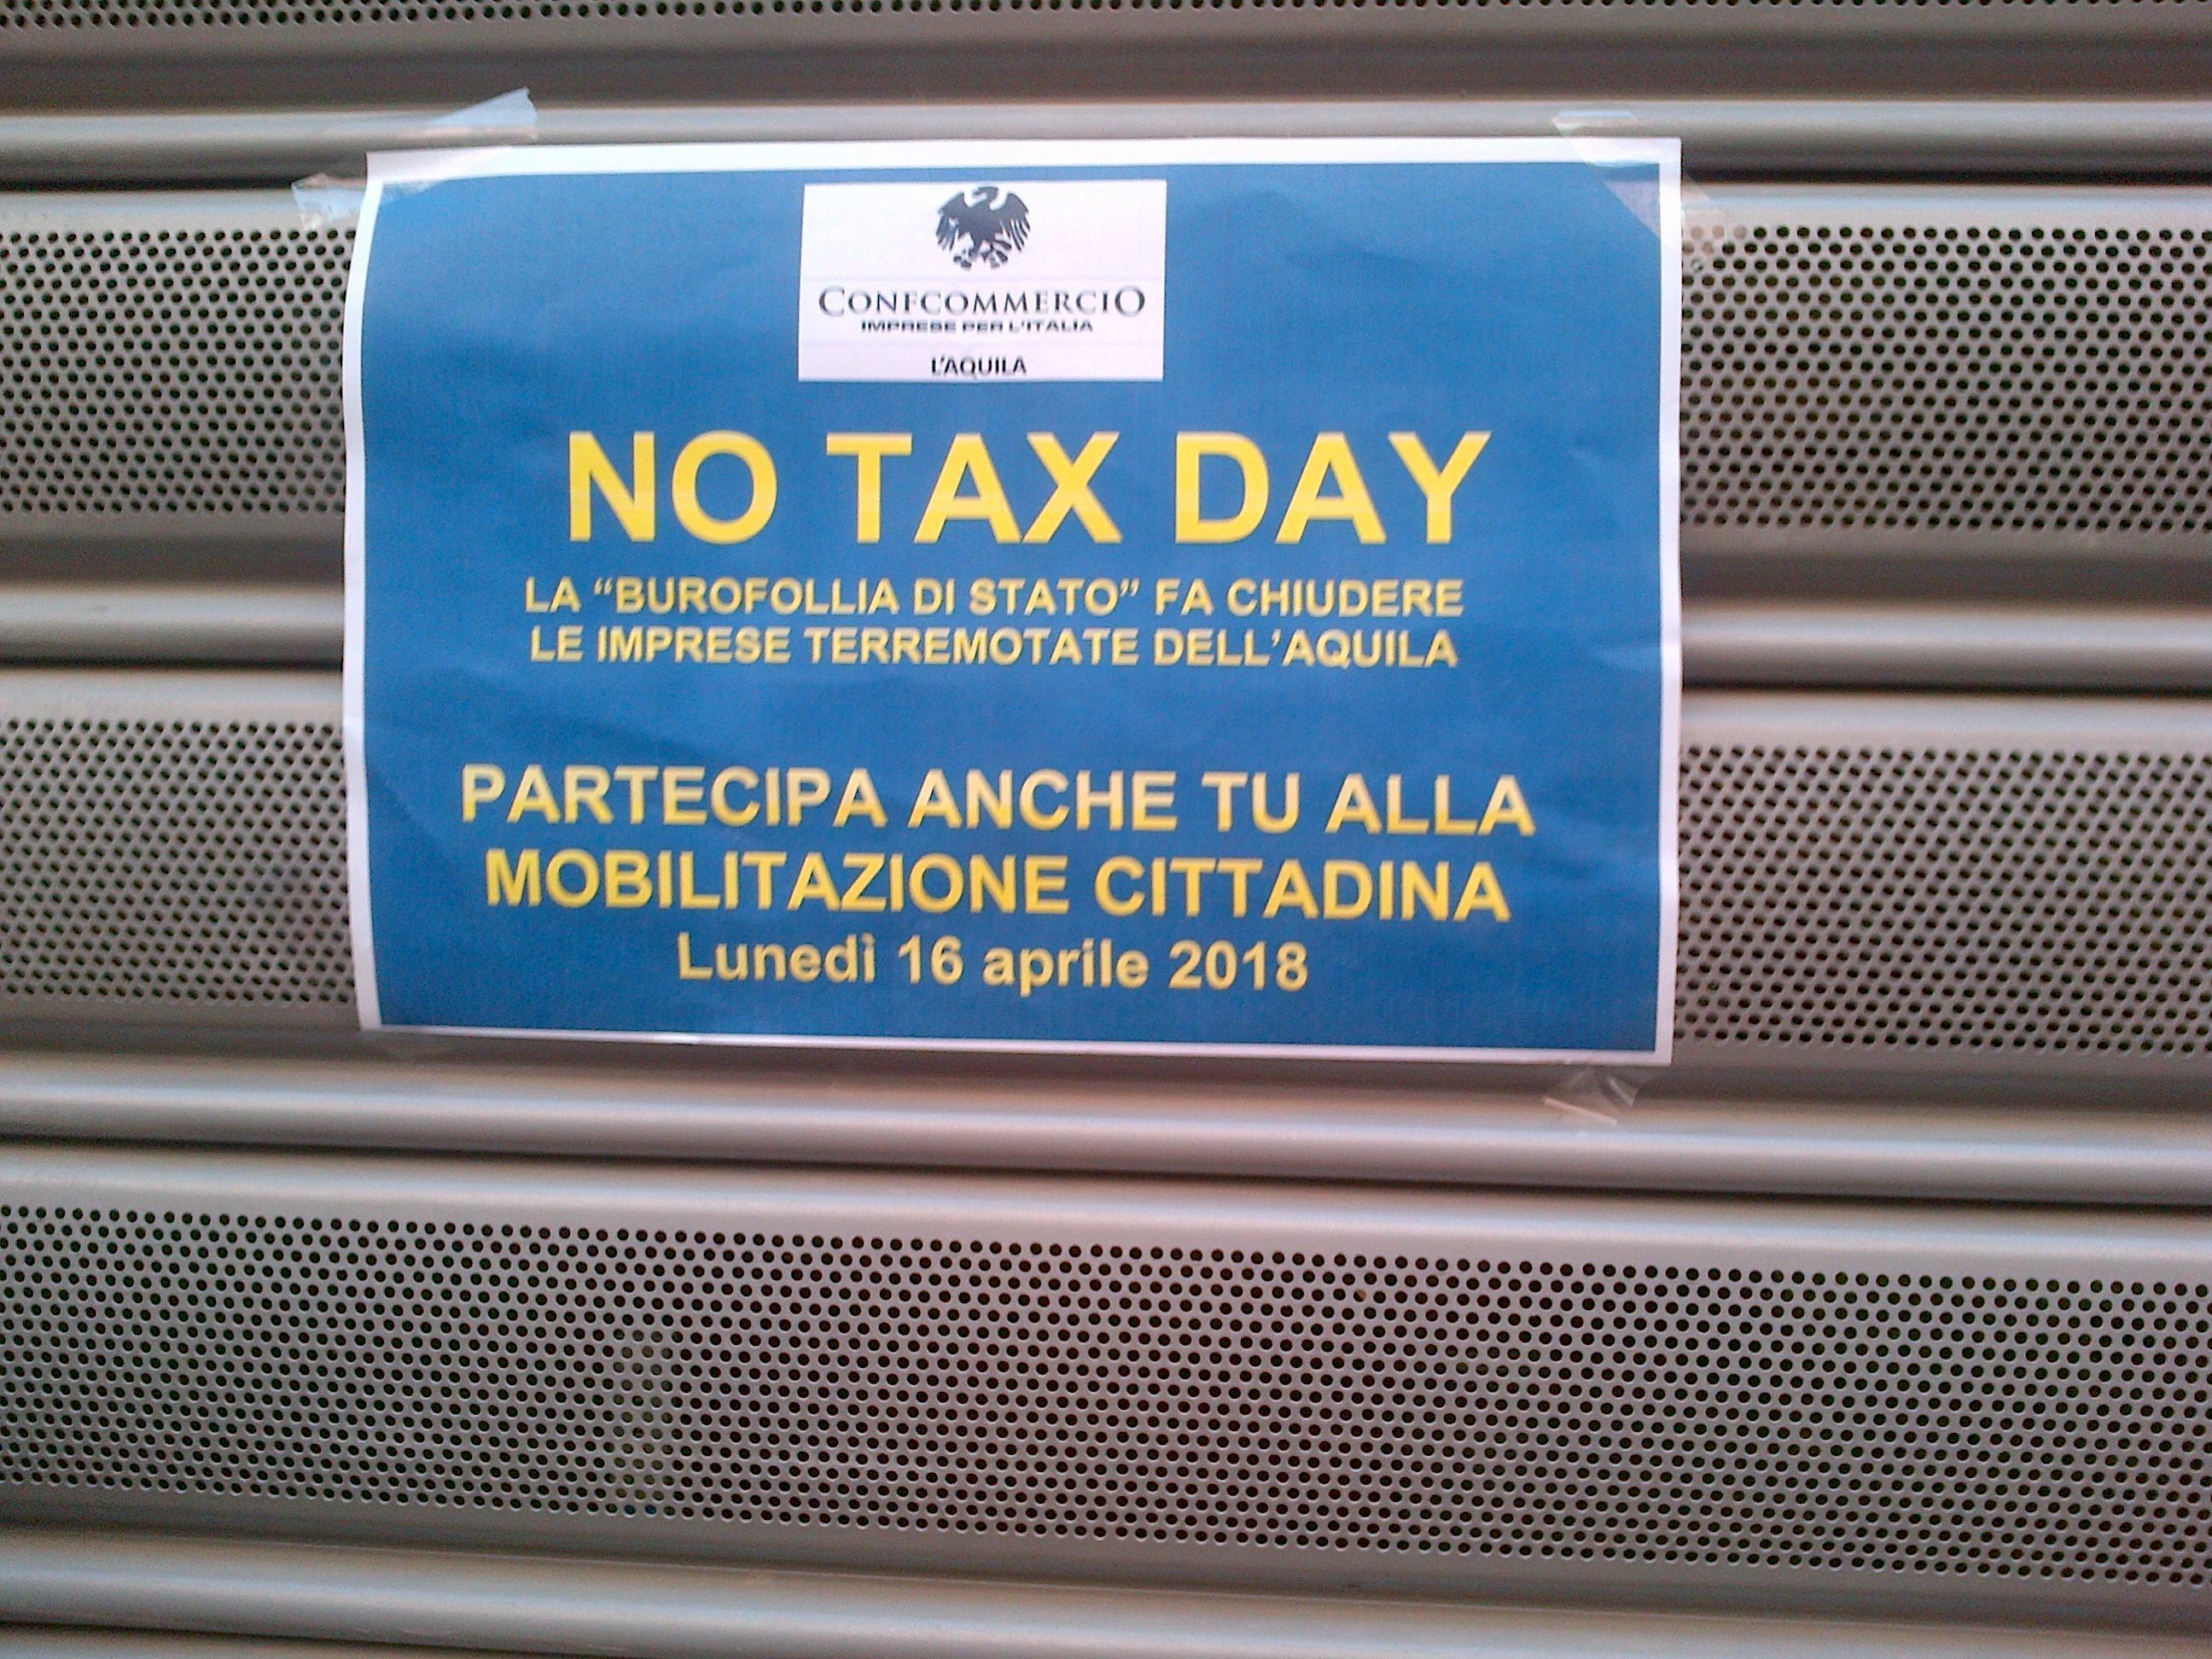 CONFCOMMERCIO
IMPRESE PER L'ITALIA
L'AQUILA
NO TAX DAY
LA “BUROFOLLIA DI STATO” FA CHIUDERE
LE IMPRESE TERREMOTATE DELL'AQUILA
PARTECIPA ANCHE TU ALLA
MOBILITAZIONE CITTADINA
Lunedì 16 aprile 2018